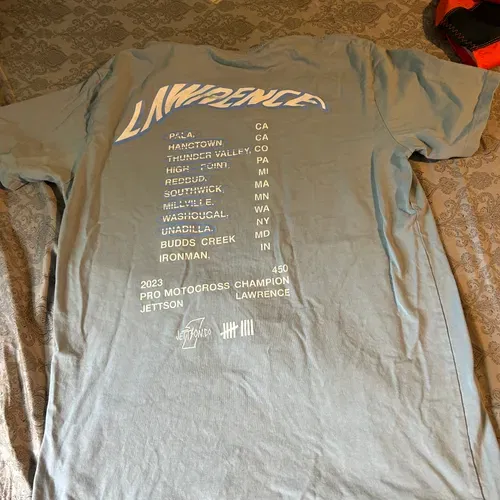 LAWRENCE
PALA, CA
HANGTOWN, CA
THUNDER VALLEY, CO
HIGH POINT, PA
REDBUD, MI
SOUTHWICK, MA
MILLVILLE, MN
WASHOUGAL, WA
UNADILLA, NY
BUDDS CREEK MD
IRONMAN, IN
2023 450
PRO MOTOCROSS CHAMPION
JETTSON LAWRENCE